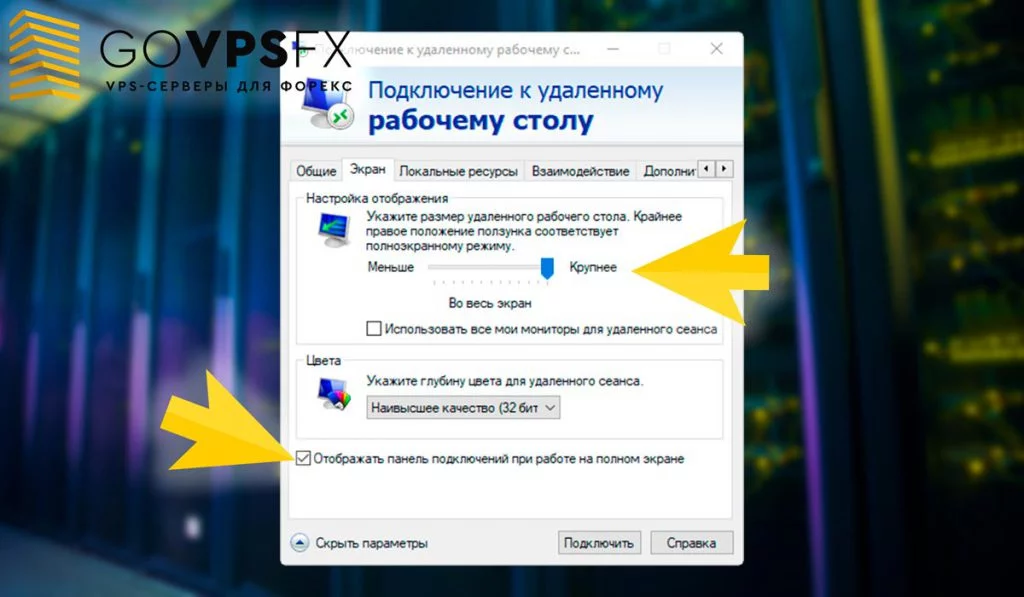 GOVPSFX
VPS-СЕРВЕРЫ ДЛЯ ФОРЕКС
Подключение к удаленному рабочему с...
Подключение к удаленному
рабочему столу
Общие Экран Локальные ресурсы Взаимодействие Дополнит
Настройка отображения
Укажите размер удаленного рабочего стола. Крайнее
правое положение ползунка соответствует
полноэкранному режиму.
Меньше Крупнее
Во весь экран
Использовать все мои мониторы для удаленного сеанса
Цвета
Укажите глубину цвета для удаленного сеанса.
Наивысшее качество (32 бит
Отображать панель подключений при работе на полном экране
Скрыть параметры Подключить Справка